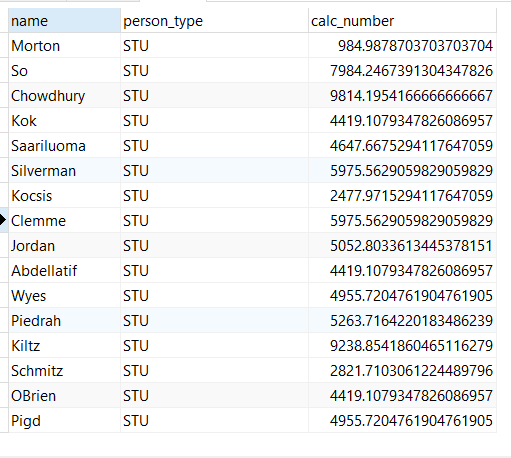 name person_type calc_number
Morton STU 984.9878703703703704
So STU 7984.2467391304347826
Chowdhury STU 9814.1954166666666667
Kok STU 4419.1079347826086957
Saariluoma STU 4647.6675294117647059
Silverman STU 5975.5629059829059829
Kocsis STU 2477.9715294117647059
Clemme STU 5975.5629059829059829
Jordan STU 5052.8033613445378151
Abdellatif STU 4419.1079347826086957
Wyes STU 4955.7204761904761905
Piedrah STU 5263.7164220183486239
Kiltz STU 9238.8541860465116279
Schmitz STU 2821.7103061224489796
OBrien STU 4419.1079347826086957
Pigd STU 4955.7204761904761905